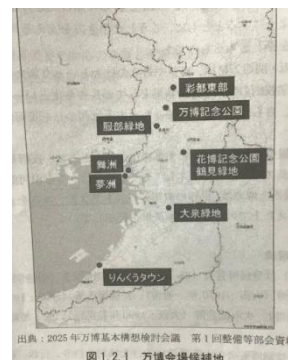 彩都東部
万博記念公園
服部緑地
花博記念公園
鶴見緑地
舞洲
夢洲
大泉緑地
りんくうタウン
出典：2025年万博基本構想検討会議　第1回整備等部会資
図1.2.1　万博会場候補地